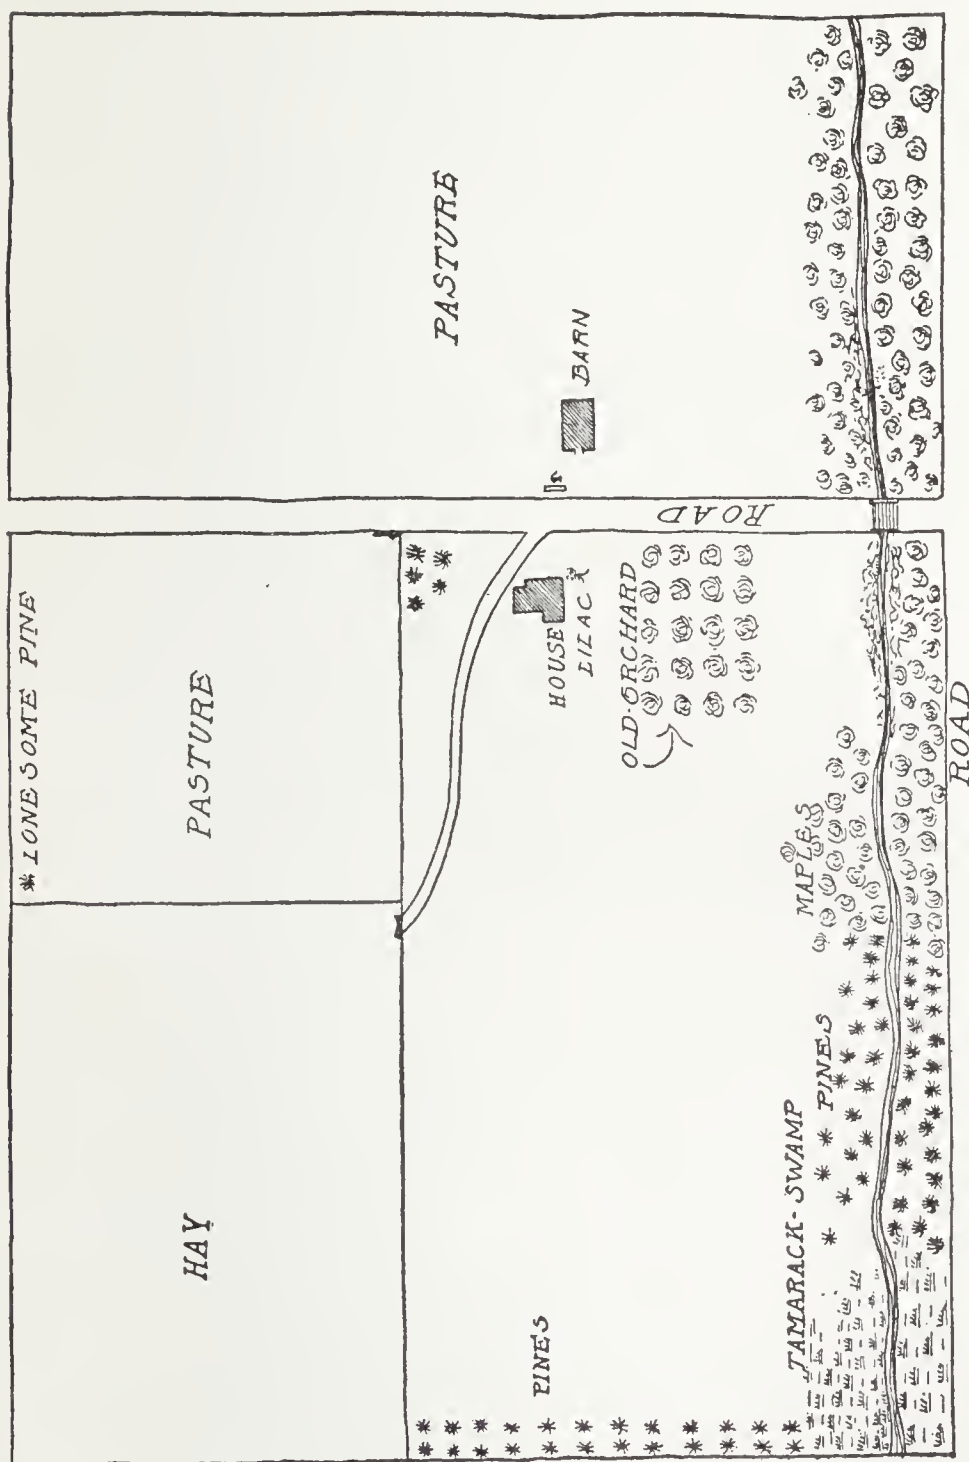 PASTURE
BARN
ROAD
LONESOME PINE
PASTURE
HOUSE
LILAC
OLD-ORCHARD
ROAD
MAPLES
PINES
HAY
TAMARACK-SWAMP
PINES